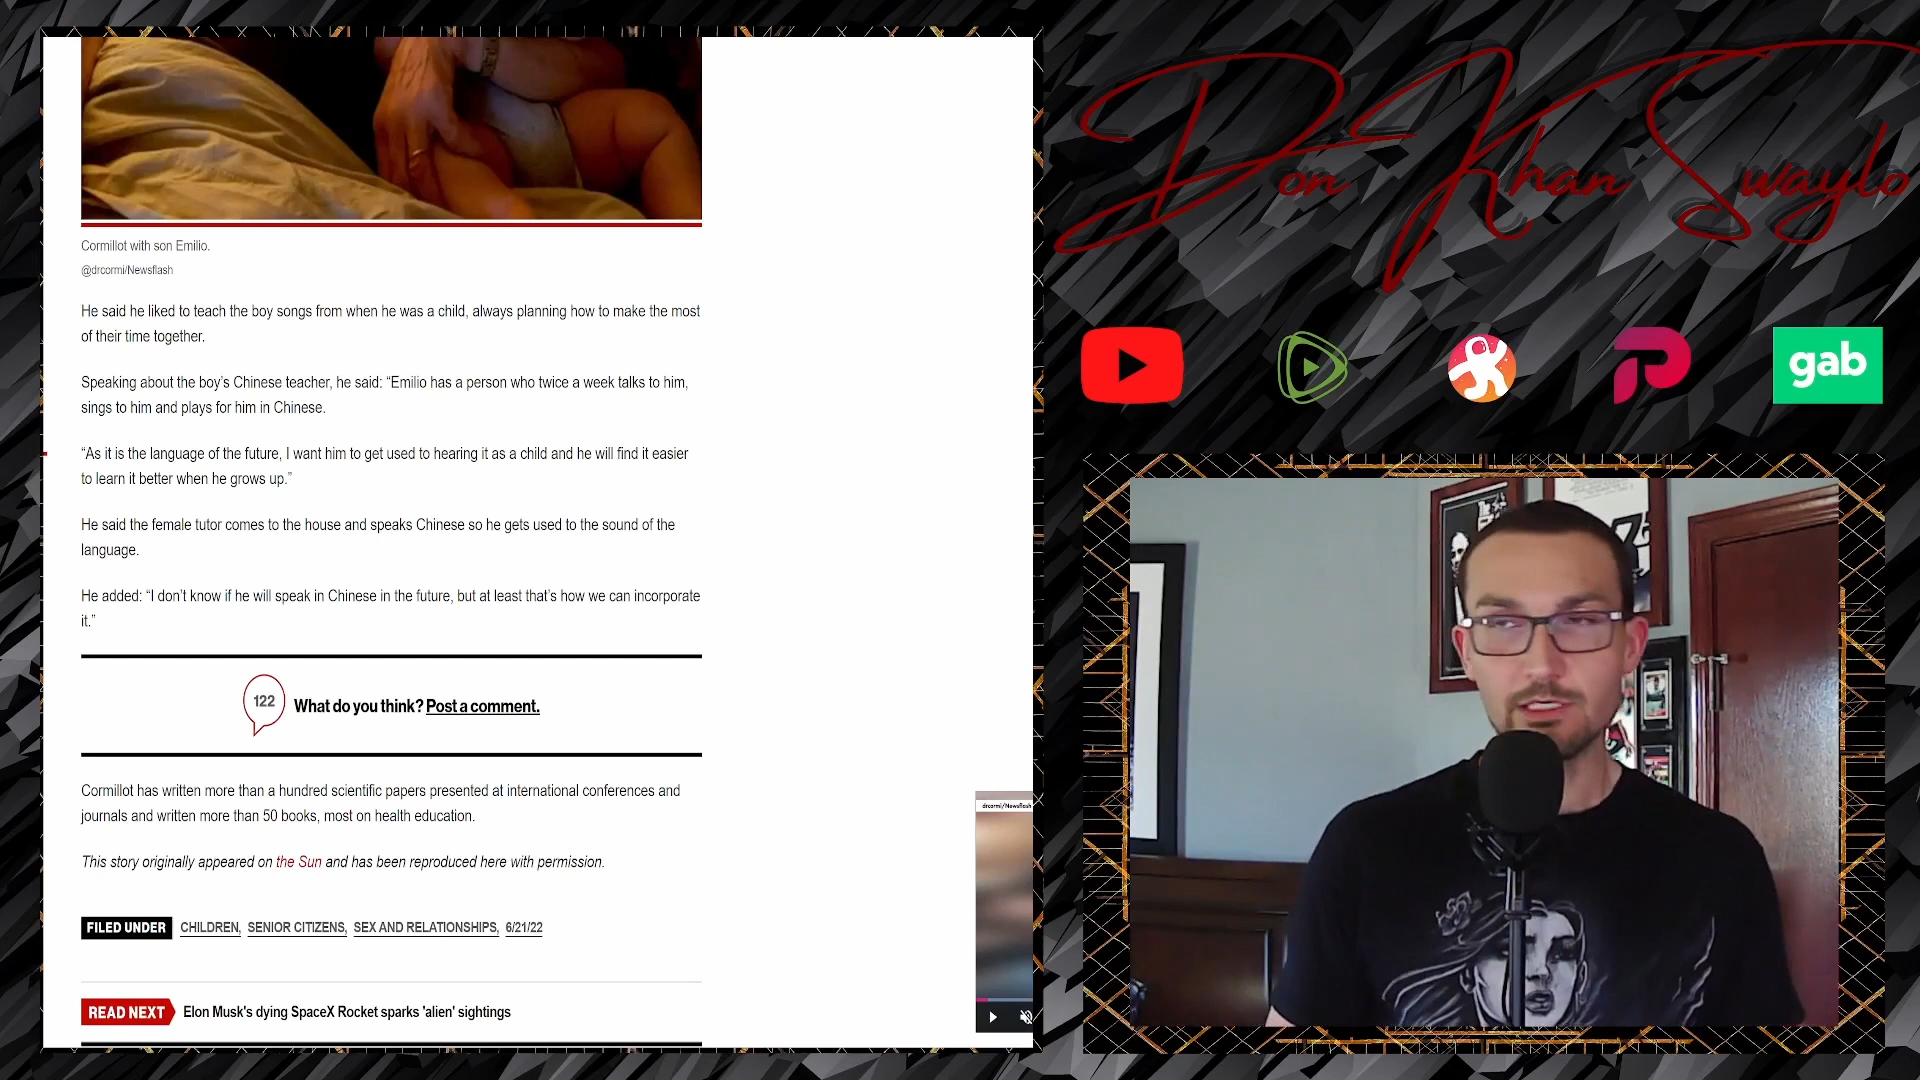 Cormillot with son Emilio.
@drcormi/Newsflash
He said he liked to teach the boy songs from when he was a child, always planning how to make the most
of their time together.
Speaking about the boy’s Chinese teacher, he said: “Emilio has a person who twice a week talks to him,
sings to him and plays for him in Chinese.
“As it is the language of the future, I want him to get used to hearing it as a child and he will find it easier
to learn it better when he grows up.”
He said the female tutor comes to the house and speaks Chinese so he gets used to the sound of the
language.
He added: “I don’t know if he will speak in Chinese in the future, but at least that’s how we can incorporate
it.”
122
What do you think? Post a comment.
Cormillot has written more than a hundred scientific papers presented at international conferences and
journals and written more than 50 books, most on health education.
This story originally appeared on the Sun and has been reproduced here with permission.
FILED UNDER CHILDREN, SENIOR CITIZENS, SEX AND RELATIONSHIPS, 6/21/22
READ NEXT Elon Musk's dying SpaceX Rocket sparks 'alien' sightings
drcormi/Newsflash
Don Khan Swaylo
gab